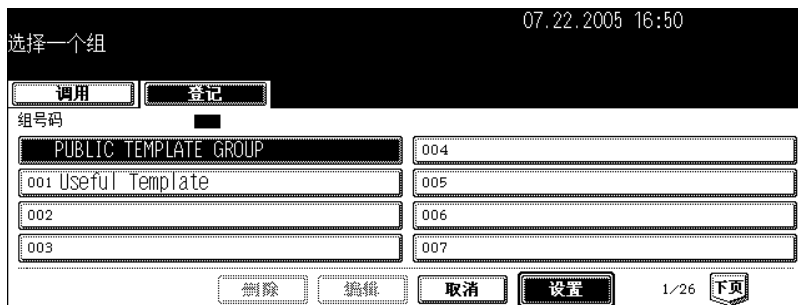 07.22.2005 16:50
选择一个组
调用 登记
组号码
PUBLIC TEMPLATE GROUP 004
001 Useful Template 005
002 006
003 007
删除 编辑 取消 设置 1/26 下页